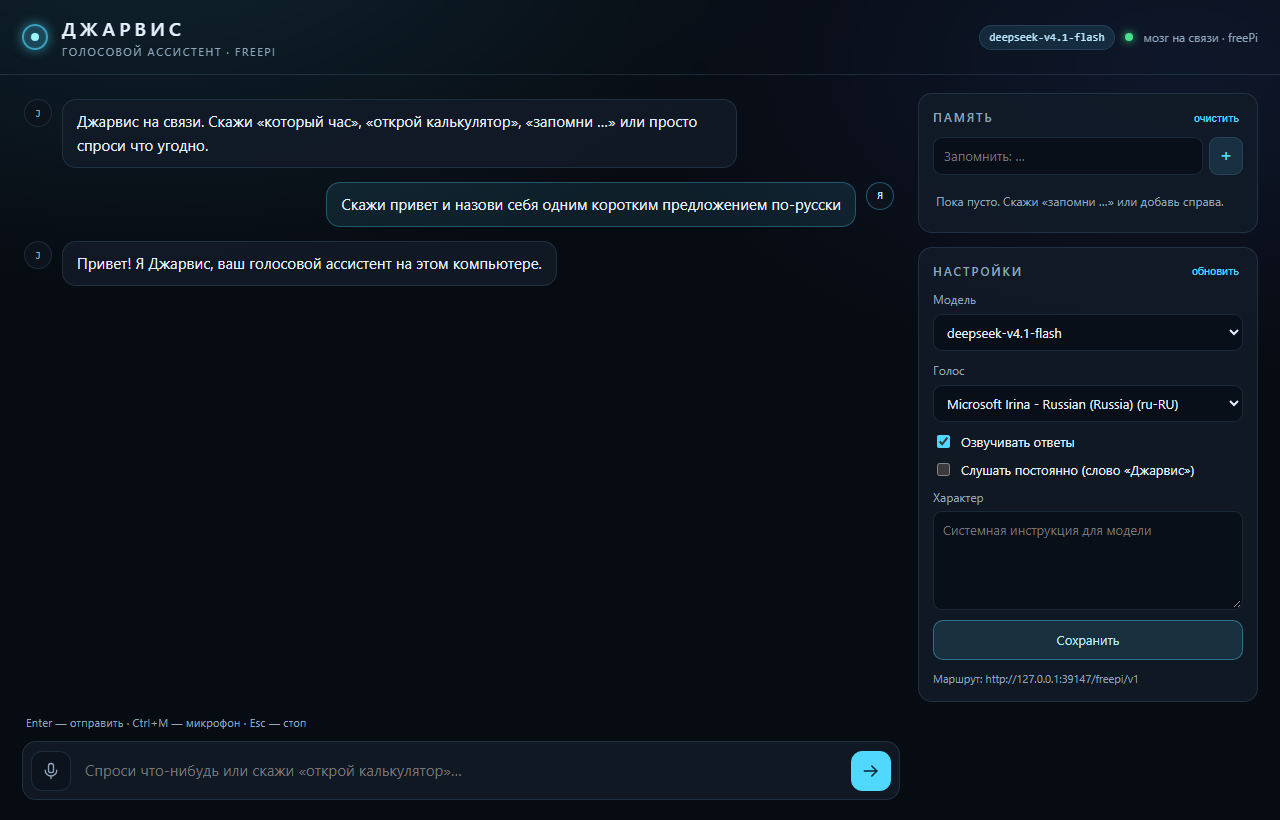 ДЖАРВИС
ГОЛОСОВОЙ АССИСТЕНТ · FREEPI
deepseek-v4.1-flash
мозг на связи · freePi
J
Джарвис на связи. Скажи «который час», «открой калькулятор», «запомни ...» или просто
спроси что угодно.
Скажи привет и назови себя одним коротким предложением по-русски
Я
J
Привет! Я Джарвис, ваш голосовой ассистент на этом компьютере.
Enter — отправить · Ctrl+M — микрофон · Esc — стоп
Спроси что-нибудь или скажи «открой калькулятор»...
ПАМЯТЬ
очистить
Запомнить: ...
+
Пока пусто. Скажи «запомни ...» или добавь справа.
НАСТРОЙКИ
обновить
Модель
deepseek-v4.1-flash
Голос
Microsoft Irina - Russian (Russia) (ru-RU)
Озвучивать ответы
Слушать постоянно (слово «Джарвис»)
Характер
Системная инструкция для модели
Сохранить
Маршрут: http://127.0.0.1:39147/freepi/v1